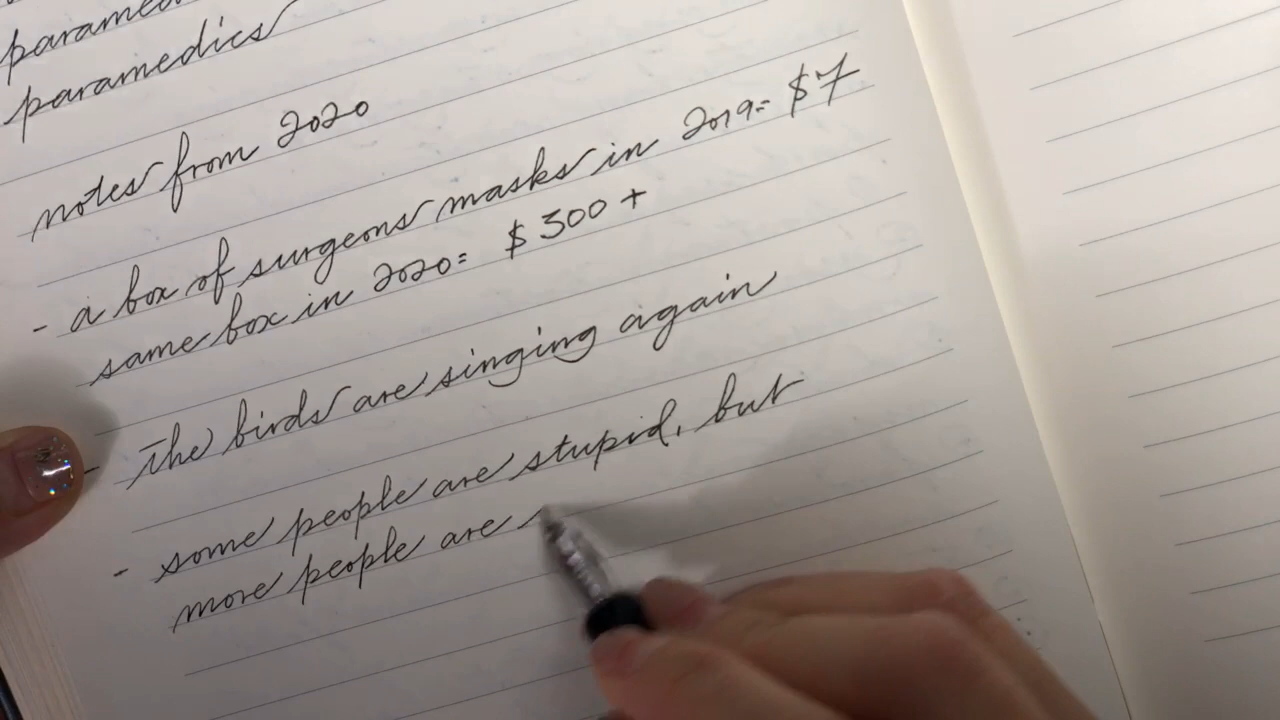 paramedics
paramedics
notes from 2020
- a box of surgeons masks in 2019= $7
same box in 2020= $300+
- the birds are singing again
- some people are stupid, but
more people are